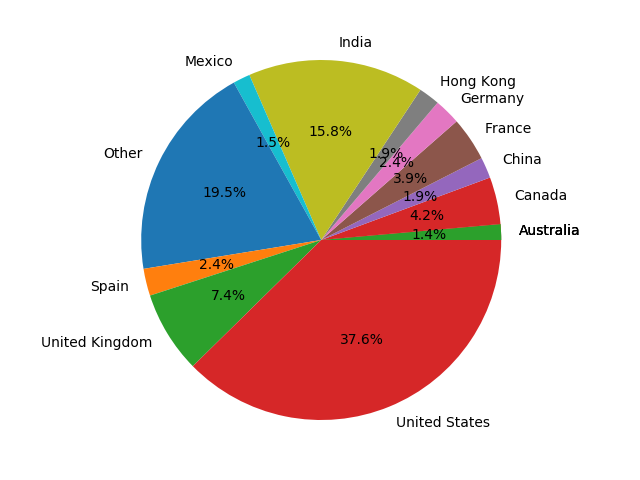 India
Mexico
Hong Kong
Germany
France
Other
15.8%
1.5%
1.9%
2.4%
China
3.9%
19.5%
1.9%
Canada
4.2%
Australia
1.4%
2.4%
Spain
7.4%
United Kingdom
37.6%
United States